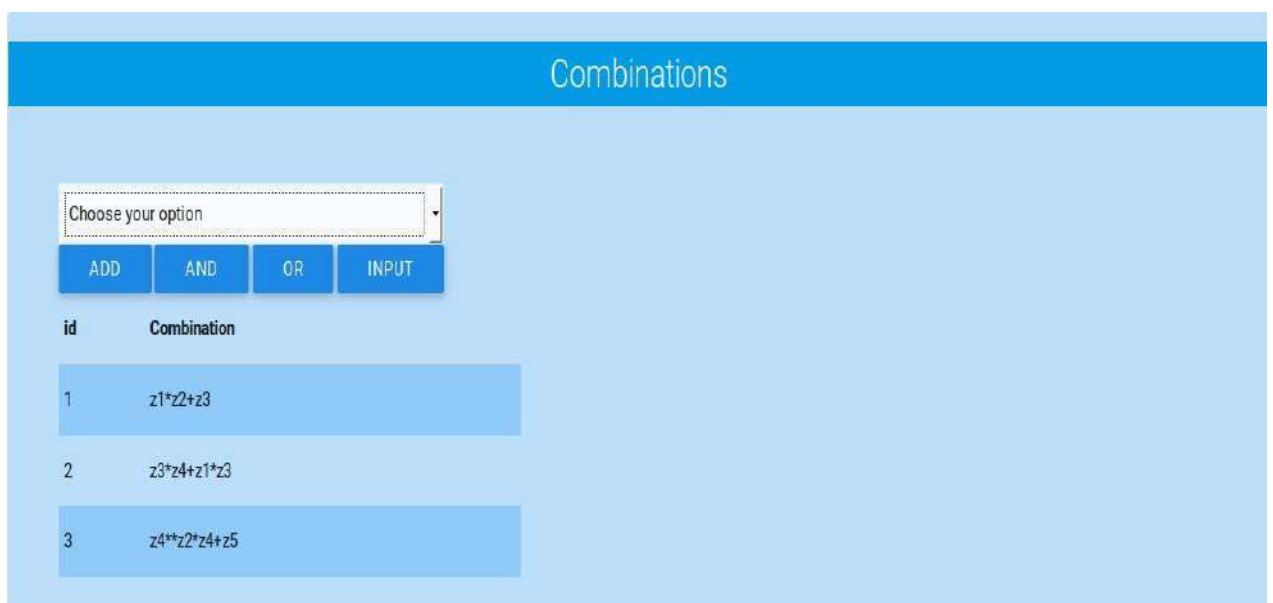 Combinations
Choose your option
ADD AND OR INPUT
id Combination
1 z1*z2+z3
2 z3*z4+z1*z3
3 z4**z2*z4+z5